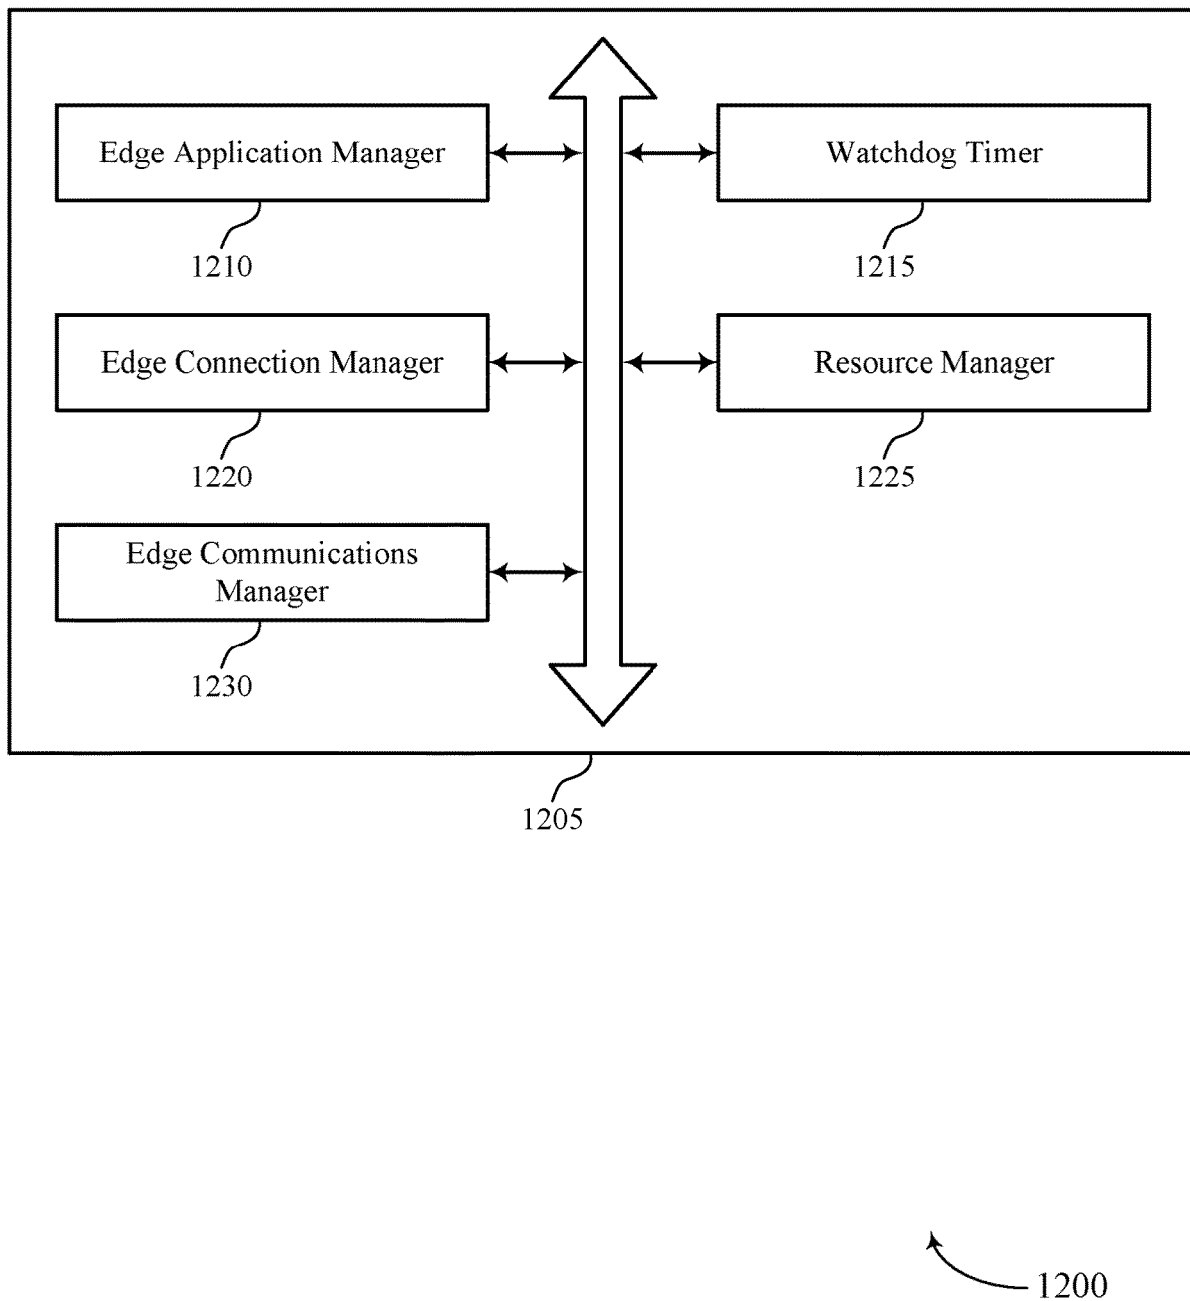 Edge Application Manager
Watchdog Timer
1210
1215
Edge Connection Manager
Resource Manager
1220
1225
Edge Communications
Manager
1230
1205
1200